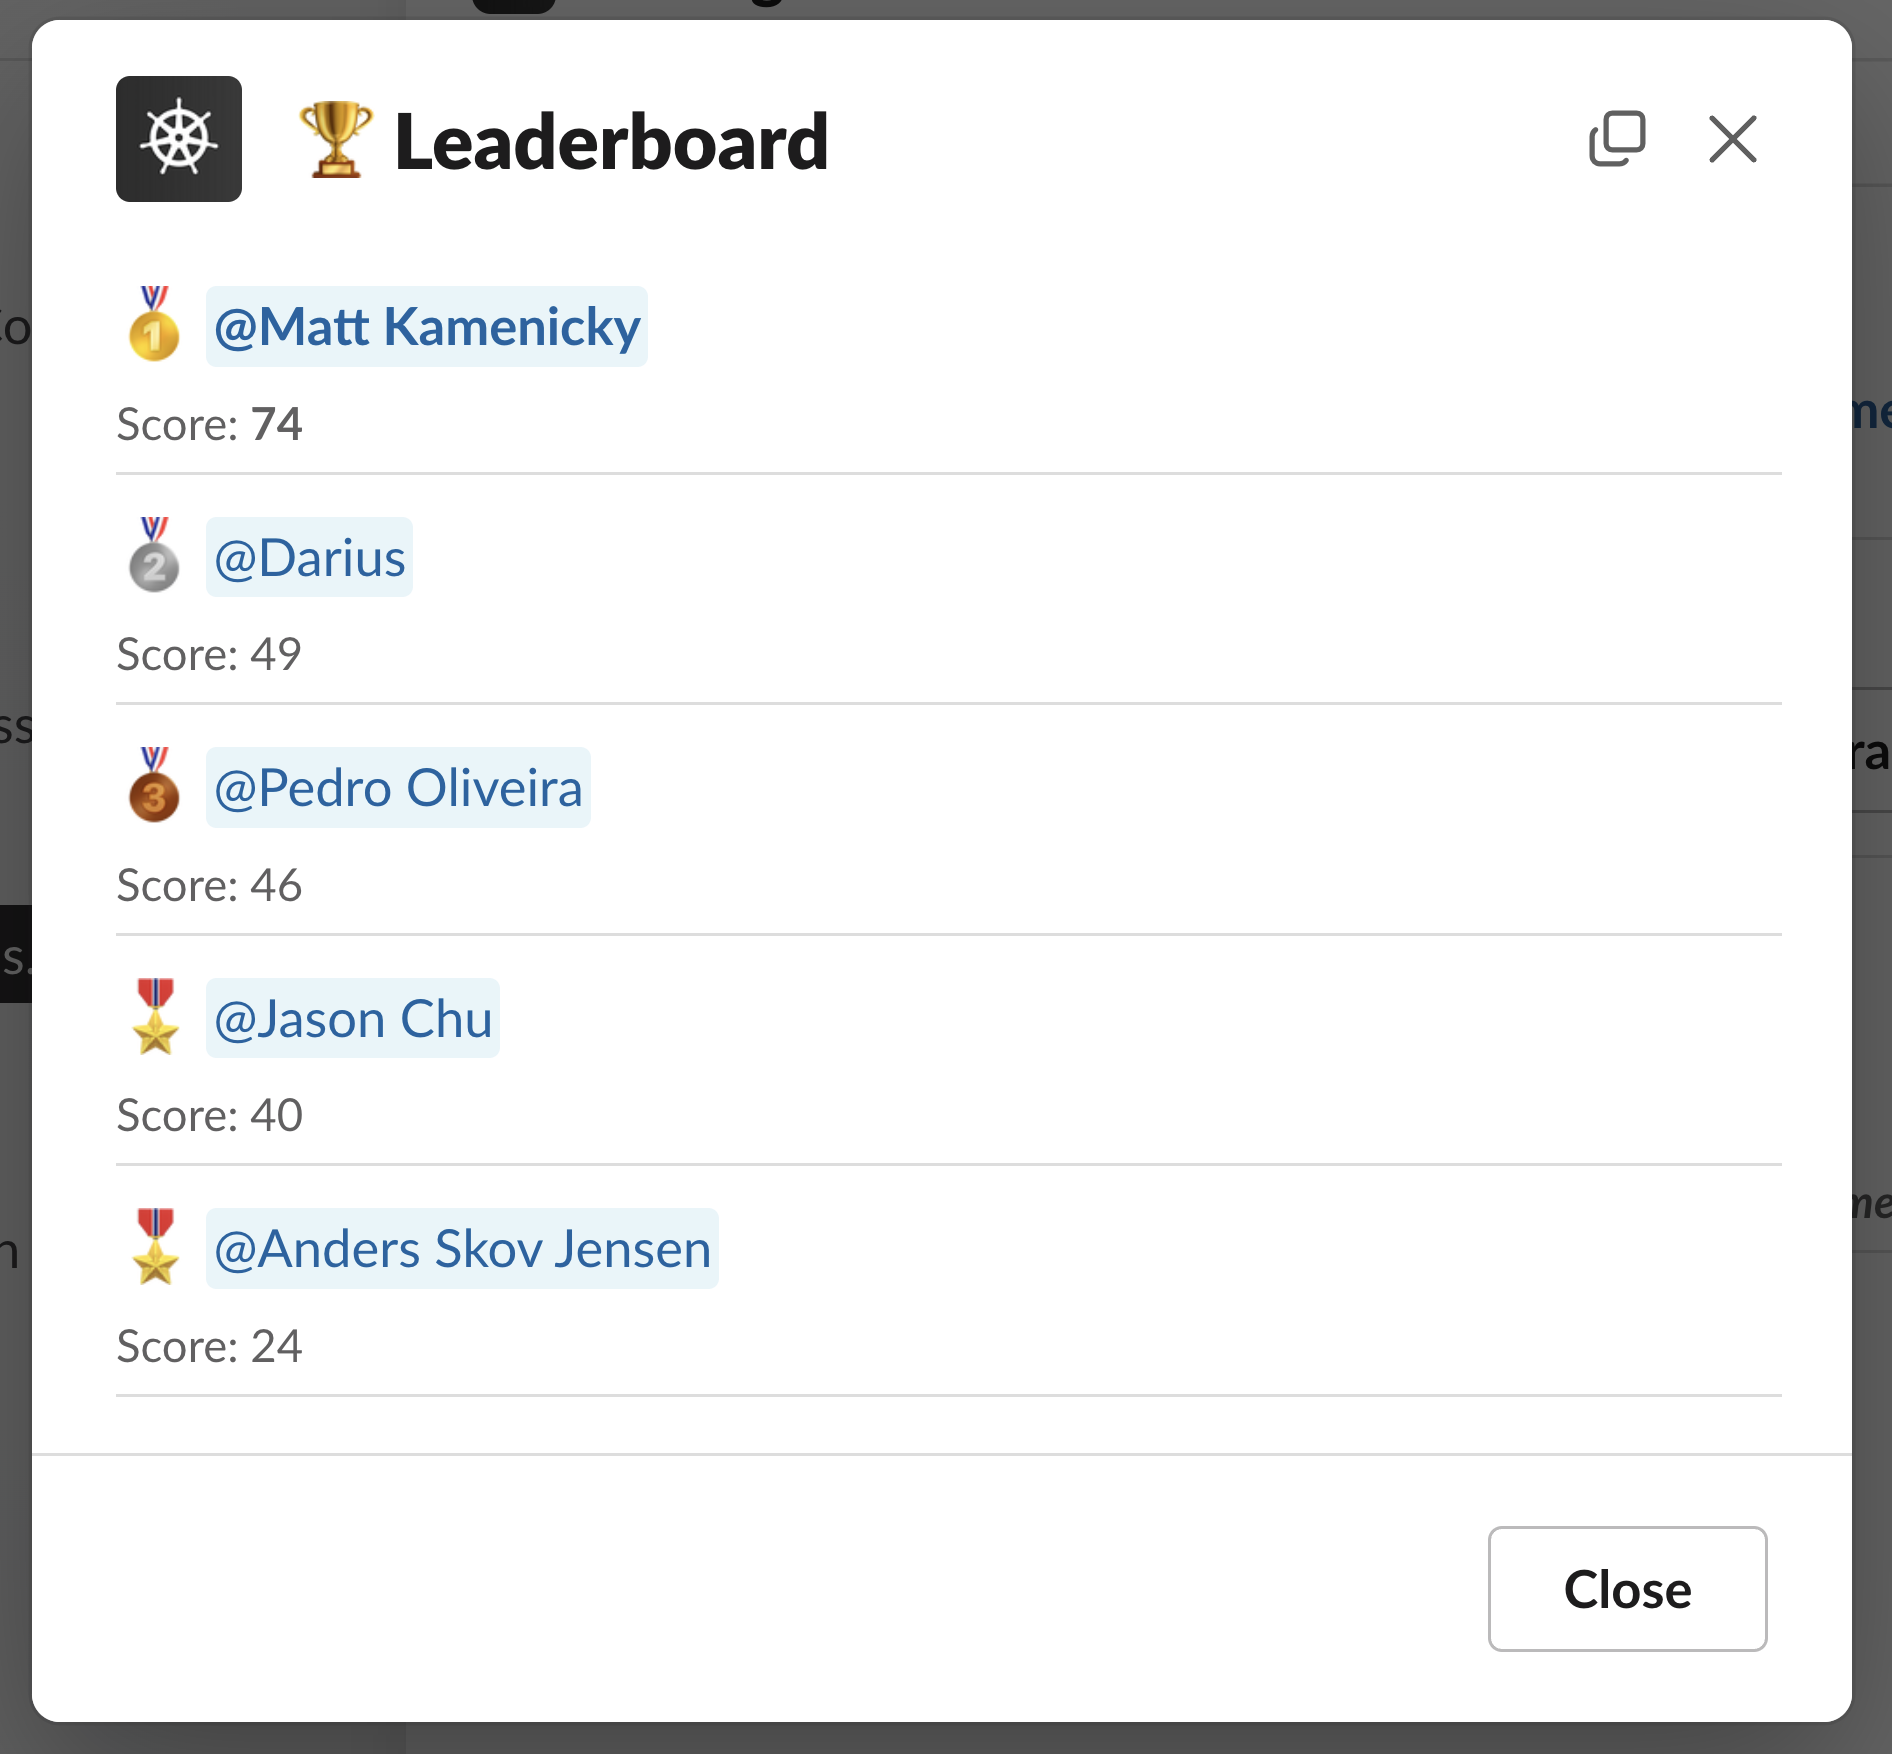 Leaderboard
@Matt Kamenicky
Score: 74
@Darius
Score: 49
@Pedro Oliveira
Score: 46
@Jason Chu
Score: 40
@Anders Skov Jensen
Score: 24
Close